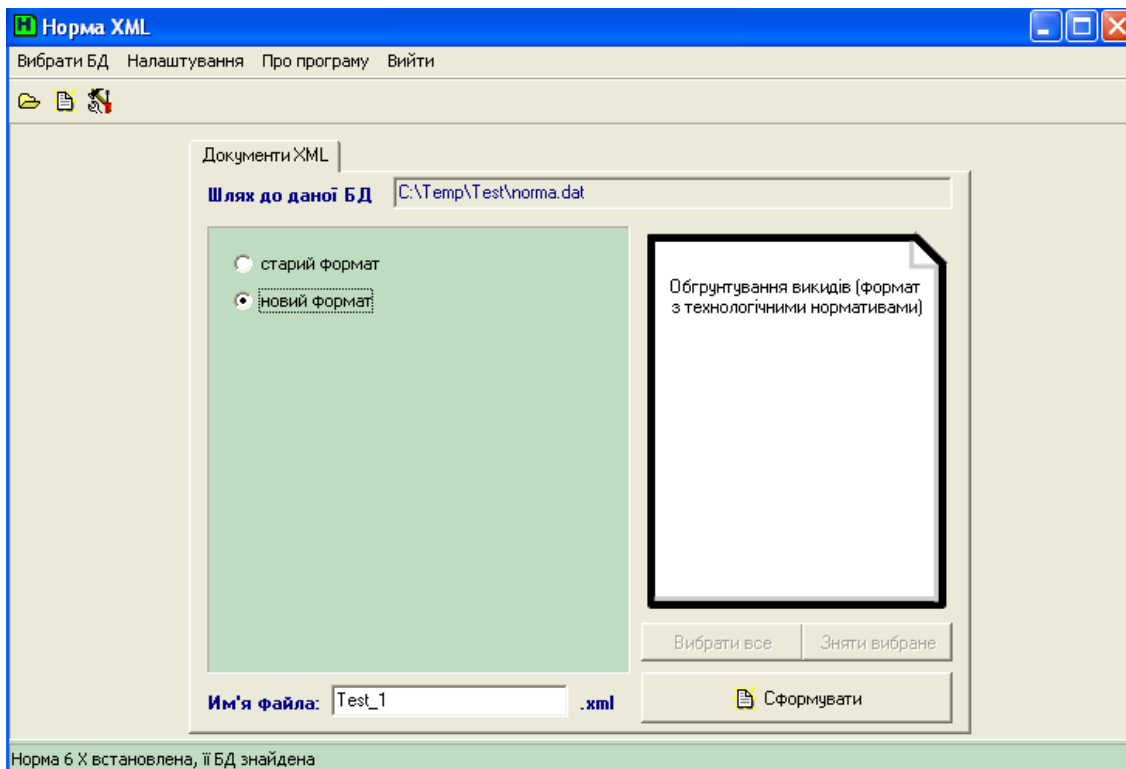 Норма XML
Вибрати БД Налаштування Про програму Вийти
Документи XML
Шлях до даної БД C:\Temp\Test\norma.dat
старий формат
новий формат
Обгрунтування викидів (формат
з технологічними нормативами)
Вибрати все Зняти вибране
Им'я файла: Test_1 .xml
Сформувати
Норма 6 X встановлена, її БД знайдена